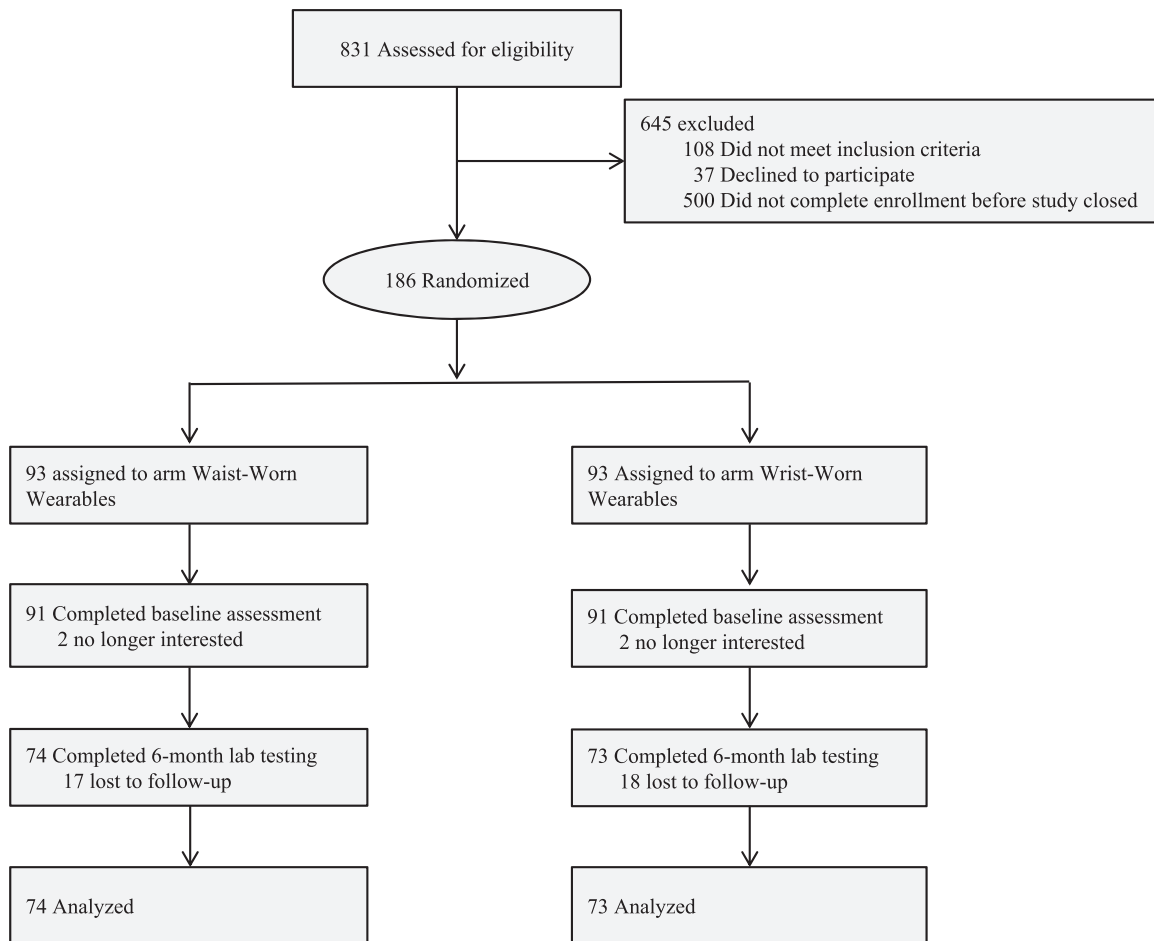 831 Assessed for eligibility
645 excluded
108 Did not meet inclusion criteria
37 Declined to participate
500 Did not complete enrollment before study closed
186 Randomized
93 assigned to arm Waist-Worn
Wearables
93 Assigned to arm Wrist-Worn
Wearables
91 Completed baseline assessment
2 no longer interested
91 Completed baseline assessment
2 no longer interested
74 Completed 6-month lab testing
17 lost to follow-up
73 Completed 6-month lab testing
18 lost to follow-up
74 Analyzed
73 Analyzed